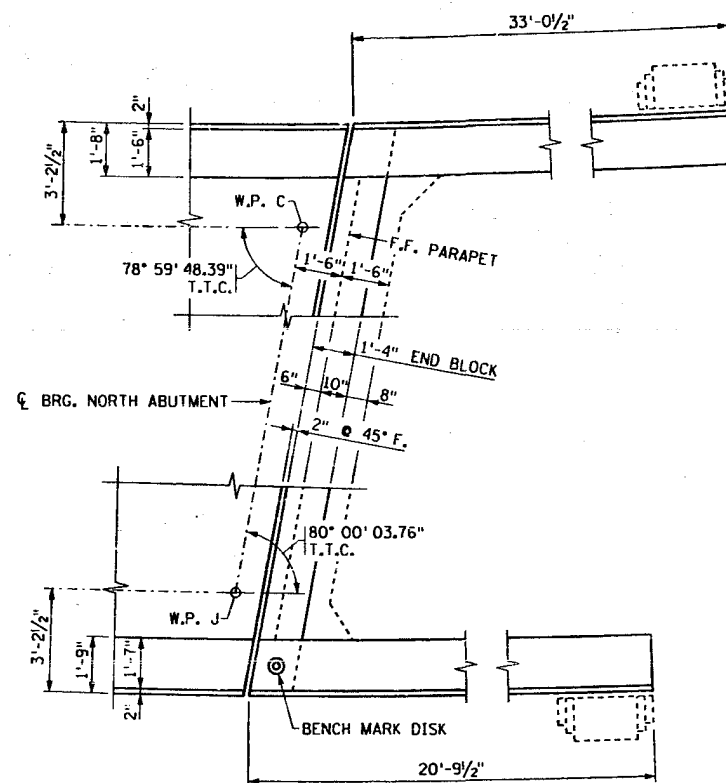 33'-0½"
2"
1'-8"
1'-6"
3'-2½"
W.P. C
F.F. PARAPET
1'-6"
1'-6"
78° 59' 48.39"
T.T.C.
1'-4" END BLOCK
6"
10"
8"
℄ BRG. NORTH ABUTMENT
2" @ 45° F.
80° 00' 03.76"
T.T.C.
W.P. J
3'-2½"
1'-9"
1'-7"
2"
BENCH MARK DISK
20'-9½"